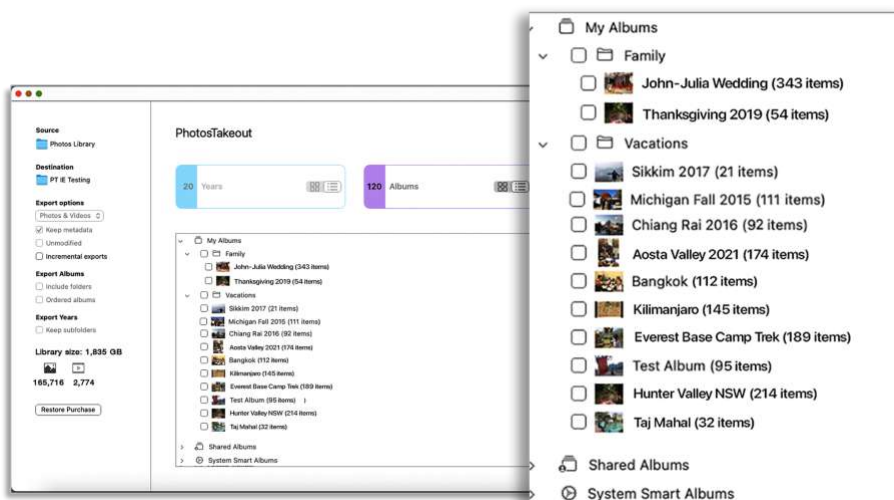 Source
Photos Library
Destination
PT IE Testing
Export options
Photos & Videos
Keep metadata
Unmodified
Incremental exports
Export Albums
Include folders
Ordered albums
Export Years
Keep subfolders
Library size: 1,835 GB
165,716 2,774
Restore Purchase
PhotosTakeout
20 Years
120 Albums
My Albums
Family
John-Julia Wedding (343 items)
Thanksgiving 2019 (54 items)
Vacations
Sikkim 2017 (21 items)
Michigan Fall 2015 (111 items)
Chiang Rai 2016 (92 items)
Aosta Valley 2021 (174 items)
Bangkok (112 items)
Kilimanjaro (145 items)
Everest Base Camp Trek (189 items)
Test Album (95 items) )
Hunter Valley NSW (214 items)
Taj Mahal (32 items)
Shared Albums
System Smart Albums
My Albums
Family
John-Julia Wedding (343 items)
Thanksgiving 2019 (54 items)
Vacations
Sikkim 2017 (21 items)
Michigan Fall 2015 (111 items)
Chiang Rai 2016 (92 items)
Aosta Valley 2021 (174 items)
Bangkok (112 items)
Kilimanjaro (145 items)
Everest Base Camp Trek (189 items)
Test Album (95 items)
Hunter Valley NSW (214 items)
Taj Mahal (32 items)
Shared Albums
System Smart Albums